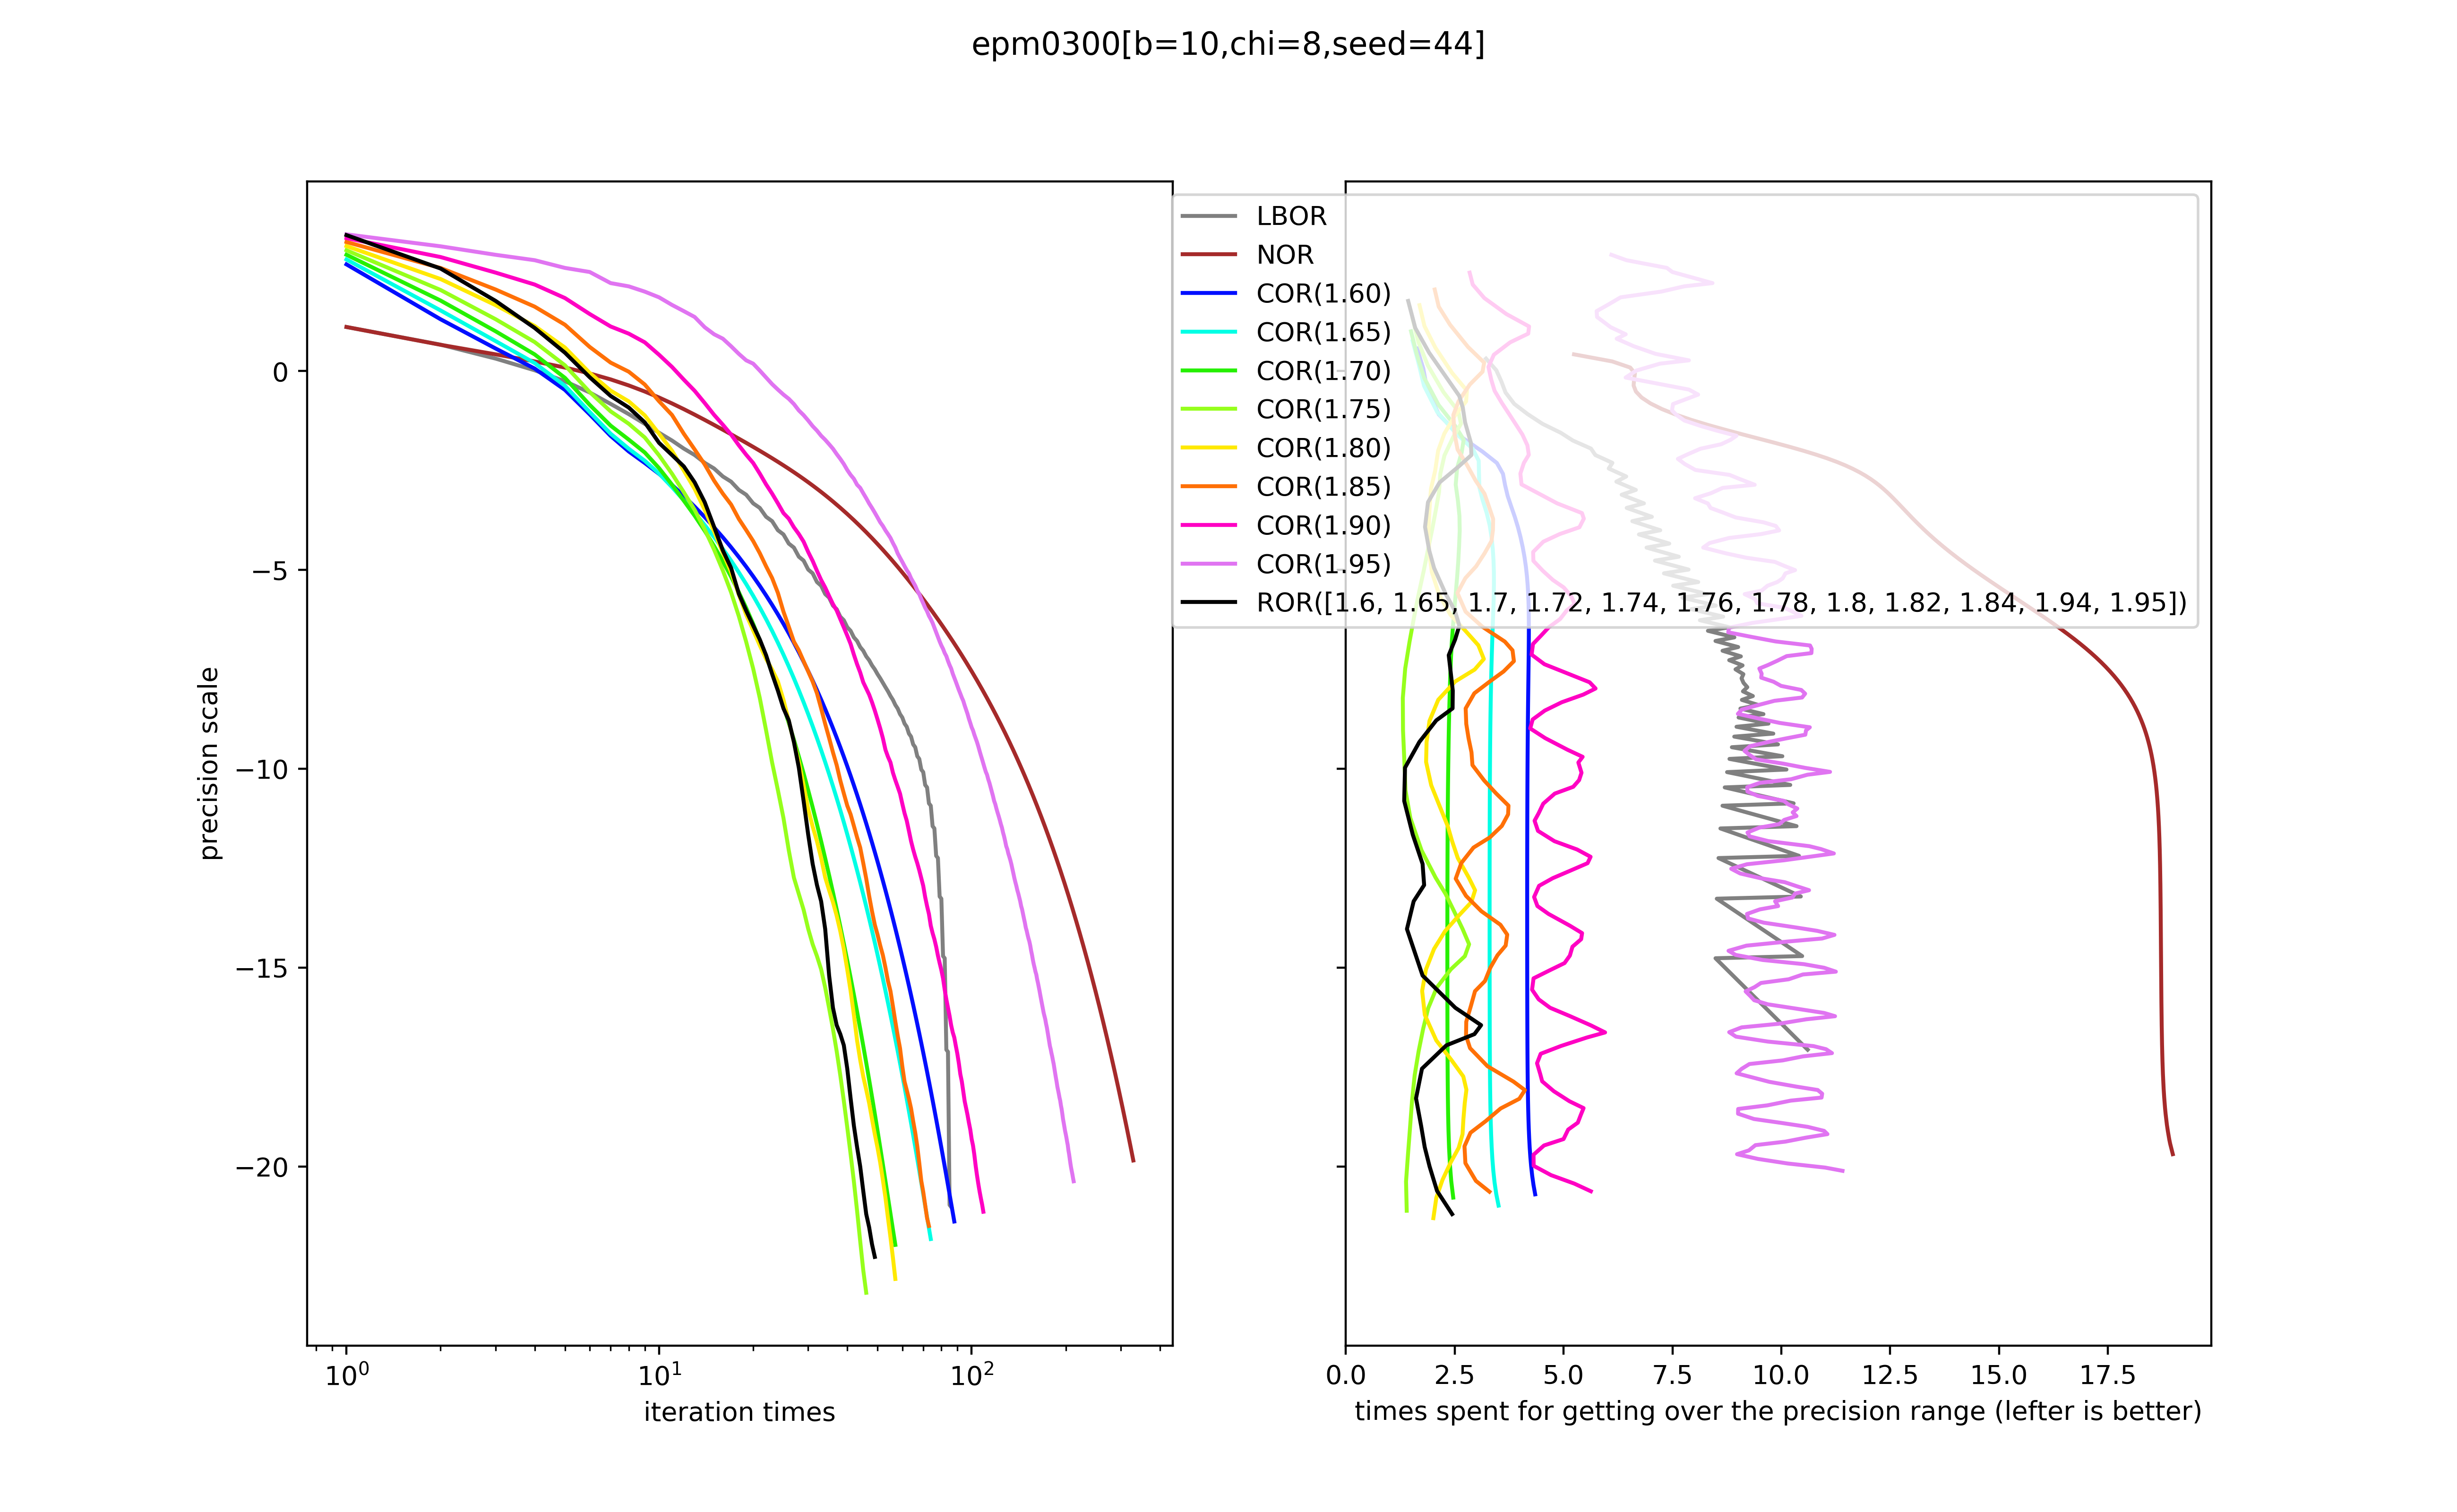 epm0300[b=10,chi=8,seed=44]
precision scale
0
−5
−10
−15
−20
10⁰
10¹
10²
iteration times
LBOR
NOR
COR(1.60)
COR(1.65)
COR(1.70)
COR(1.75)
COR(1.80)
COR(1.85)
COR(1.90)
COR(1.95)
ROR([1.6, 1.65, 1.7, 1.72, 1.74, 1.76, 1.78, 1.8, 1.82, 1.84, 1.94, 1.95])
0.0 2.5 5.0 7.5 10.0 12.5 15.0 17.5
times spent for getting over the precision range (lefter is better)